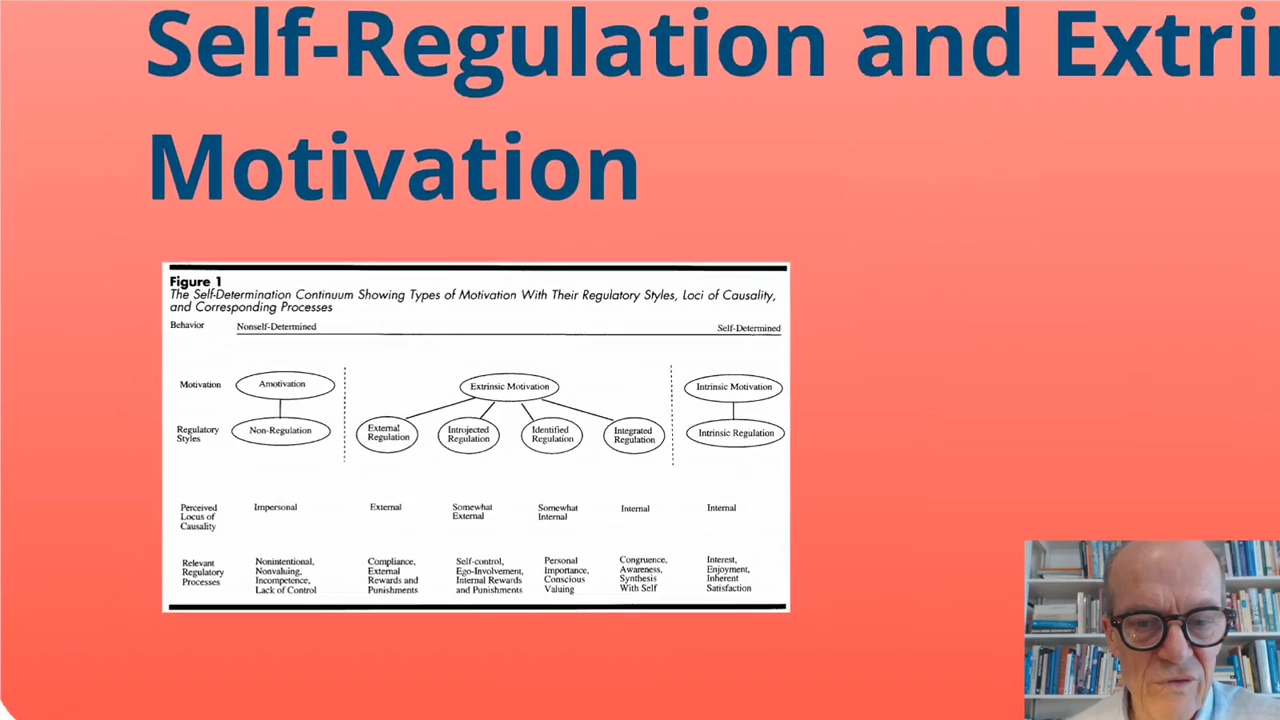 Self-Regulation and Extrin
Motivation
Figure 1
The Self-Determination Continuum Showing Types of Motivation With Their Regulatory Styles, Loci of Causality,
and Corresponding Processes
Behavior Nonself-Determined Self-Determined
Motivation Amotivation Extrinsic Motivation Intrinsic Motivation
Regulatory
Styles
Non-Regulation
External
Regulation
Introjected
Regulation
Identified
Regulation
Integrated
Regulation
Intrinsic Regulation
Perceived
Locus of
Causality
Impersonal
External
Somewhat
External
Somewhat
Internal
Internal
Internal
Relevant
Regulatory
Processes
Nonintentional,
Nonvaluing,
Incompetence,
Lack of Control
Compliance,
External
Rewards and
Punishments
Self-control,
Ego-Involvement,
Internal Rewards
and Punishments
Personal
Importance,
Conscious
Valuing
Congruence,
Awareness,
Synthesis
With Self
Interest,
Enjoyment,
Inherent
Satisfaction